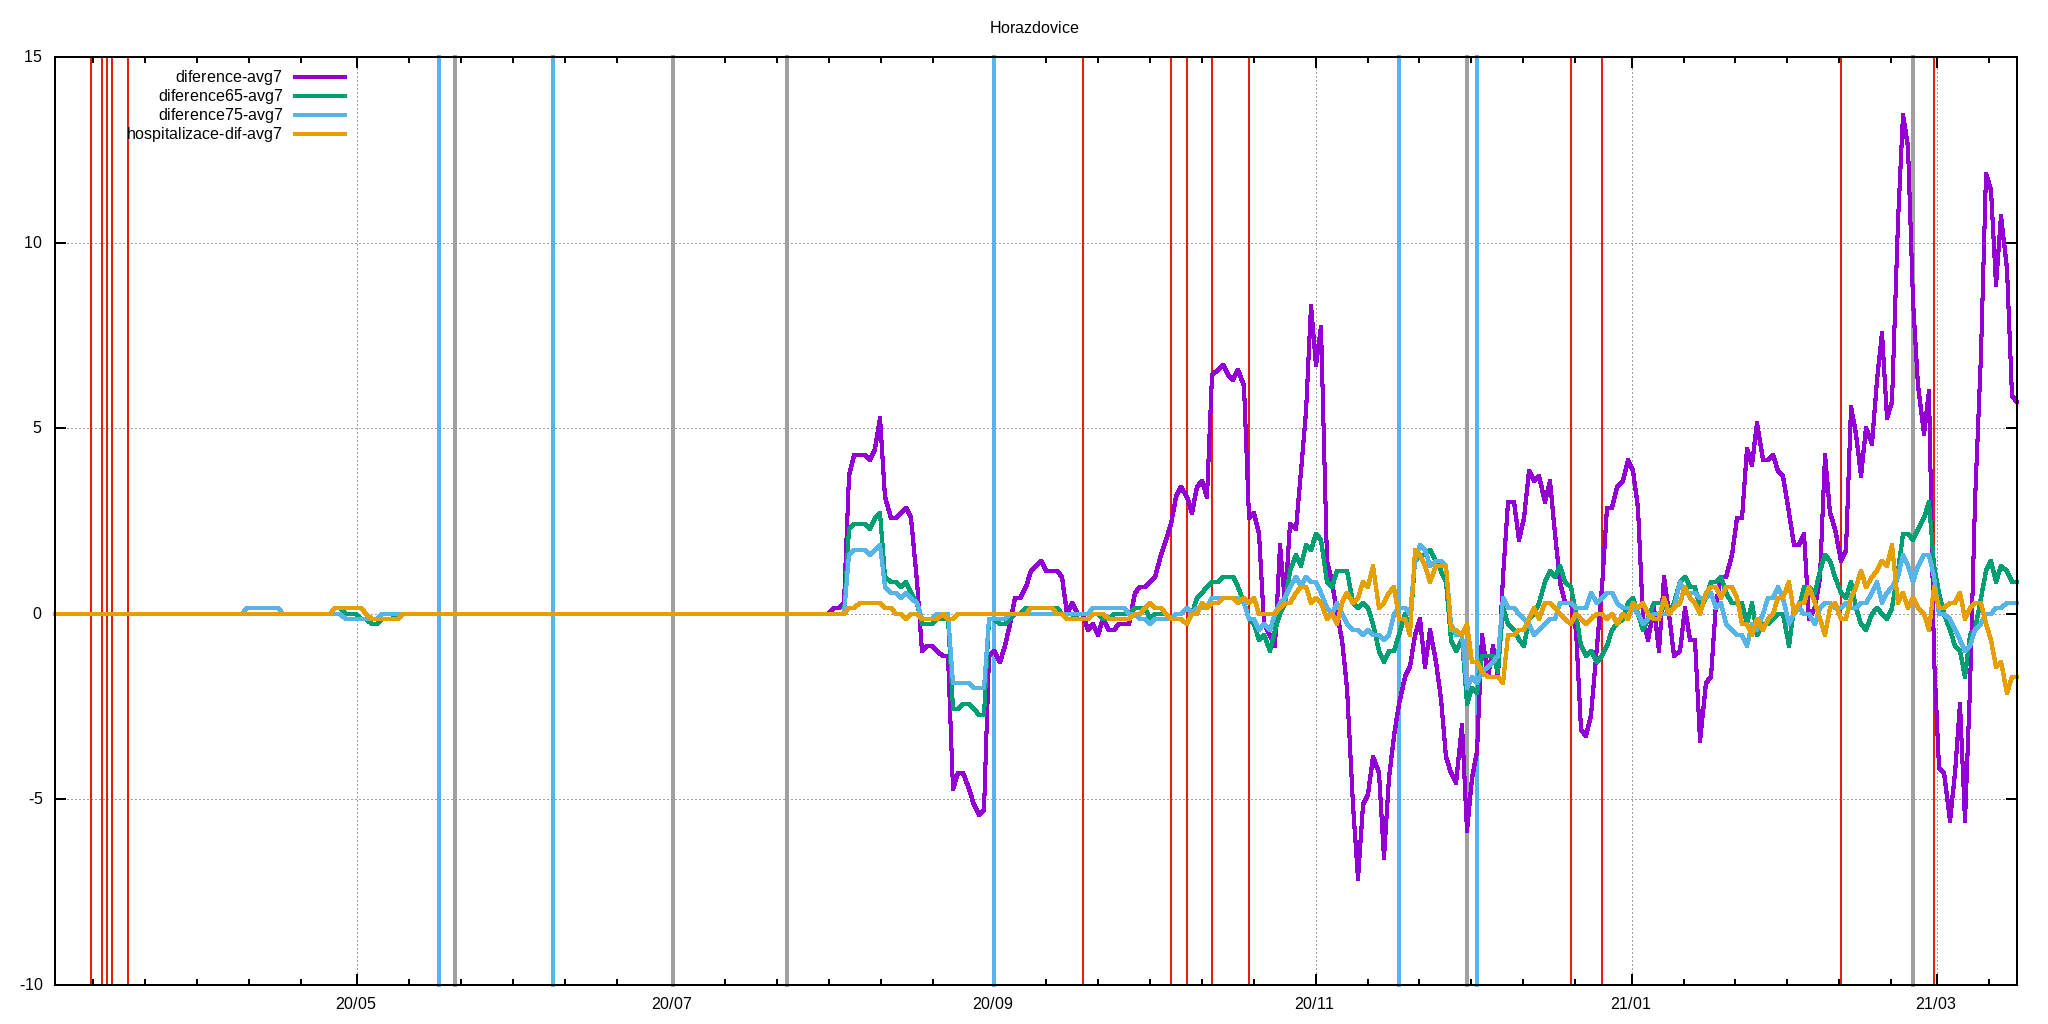 Horazdovice
15
diference-avg7
diference65-avg7
diference75-avg7
hospitalizace-dif-avg7
10
5
0
-5
-10
20/05 20/07 20/09 20/11 21/01 21/03